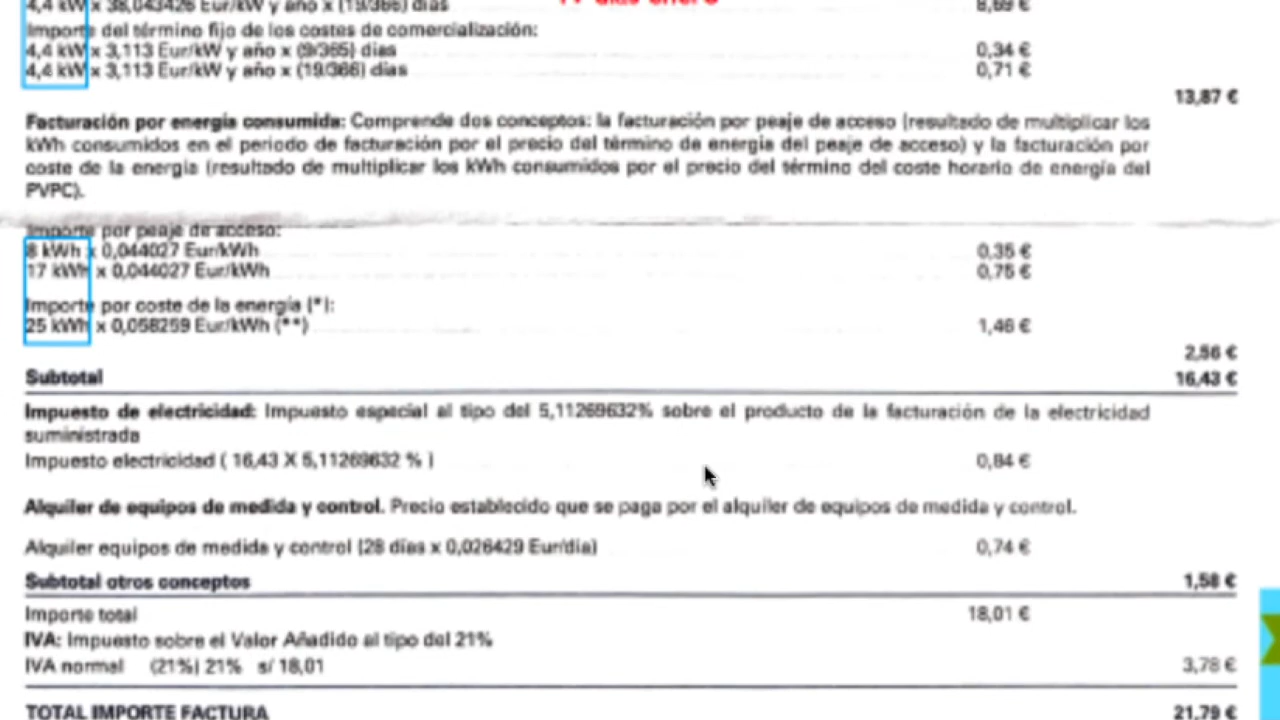 4,4 kW x 38,043426 Eur/kW y año x (19/366) días 8,69 €
Importe del término fijo de los costes de comercialización:
4,4 kW x 3,113 Eur/kW y año x (9/365) días 0,34 €
4,4 kW x 3,113 Eur/kW y año x (19/366) días 0,71 €
13,87 €
Facturación por energía consumida: Comprende dos conceptos: la facturación por peaje de acceso (resultado de multiplicar los
kWh consumidos en el periodo de facturación por el precio del término de energía del peaje de acceso) y la facturación por
coste de la energía (resultado de multiplicar los kWh consumidos por el precio del término del coste horario de energía del
PVPC).
Importe por peaje de acceso:
8 kWh x 0,044027 Eur/kWh 0,35 €
17 kWh x 0,044027 Eur/kWh 0,75 €
Importe por coste de la energía (*):
25 kWh x 0,058259 Eur/kWh (**) 1,46 €
2,56 €
Subtotal 16,43 €
Impuesto de electricidad: Impuesto especial al tipo del 5,11269632% sobre el producto de la facturación de la electricidad
suministrada
Impuesto electricidad ( 16,43 X 5,11269632 % ) 0,84 €
Alquiler de equipos de medida y control. Precio establecido que se paga por el alquiler de equipos de medida y control.
Alquiler equipos de medida y control (28 días x 0,026429 Eur/día) 0,74 €
Subtotal otros conceptos 1,58 €
Importe total 18,01 €
IVA: Impuesto sobre el Valor Añadido al tipo del 21%
IVA normal (21%) 21% s/ 18,01 3,78 €
TOTAL IMPORTE FACTURA 21,79 €